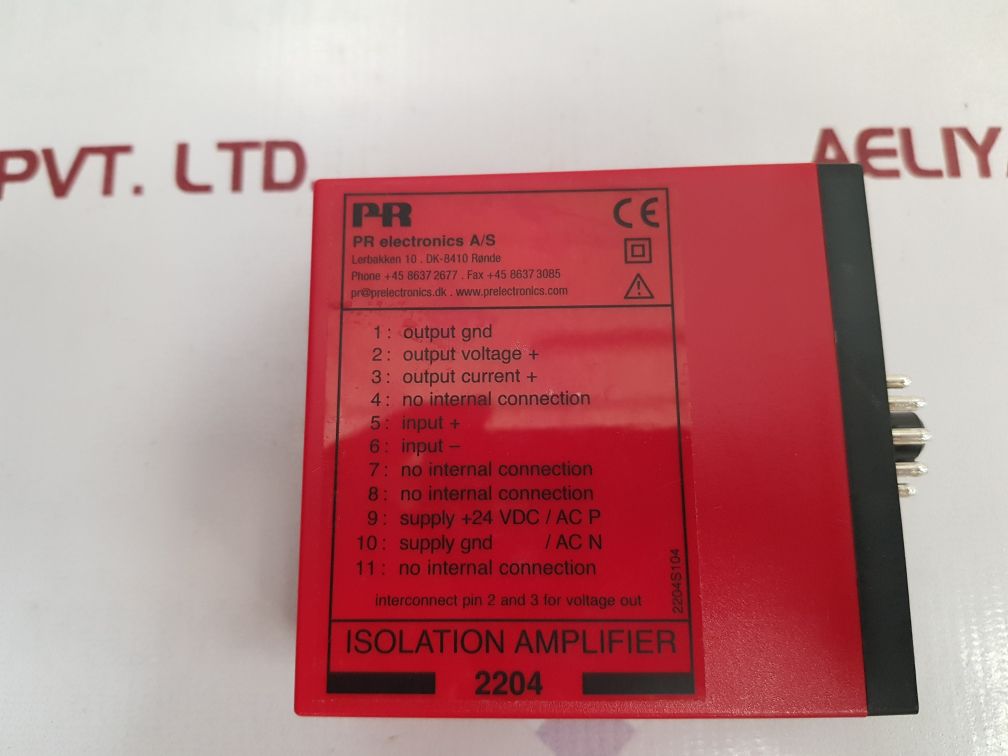 PVT. LTD.
AELIY
PR
CE
PR electronics A/S
Lerbakken 10 . DK-8410 Rønde
Phone +45 8637 2677 . Fax +45 8637 3085
pr@prelectronics.dk . www.prelectronics.com
1 : output gnd
2 : output voltage +
3 : output current +
4 : no internal connection
5 : input +
6 : input –
7 : no internal connection
8 : no internal connection
9 : supply +24 VDC / AC P
10 : supply gnd / AC N
11 : no internal connection
interconnect pin 2 and 3 for voltage out
2204S104
ISOLATION AMPLIFIER
2204